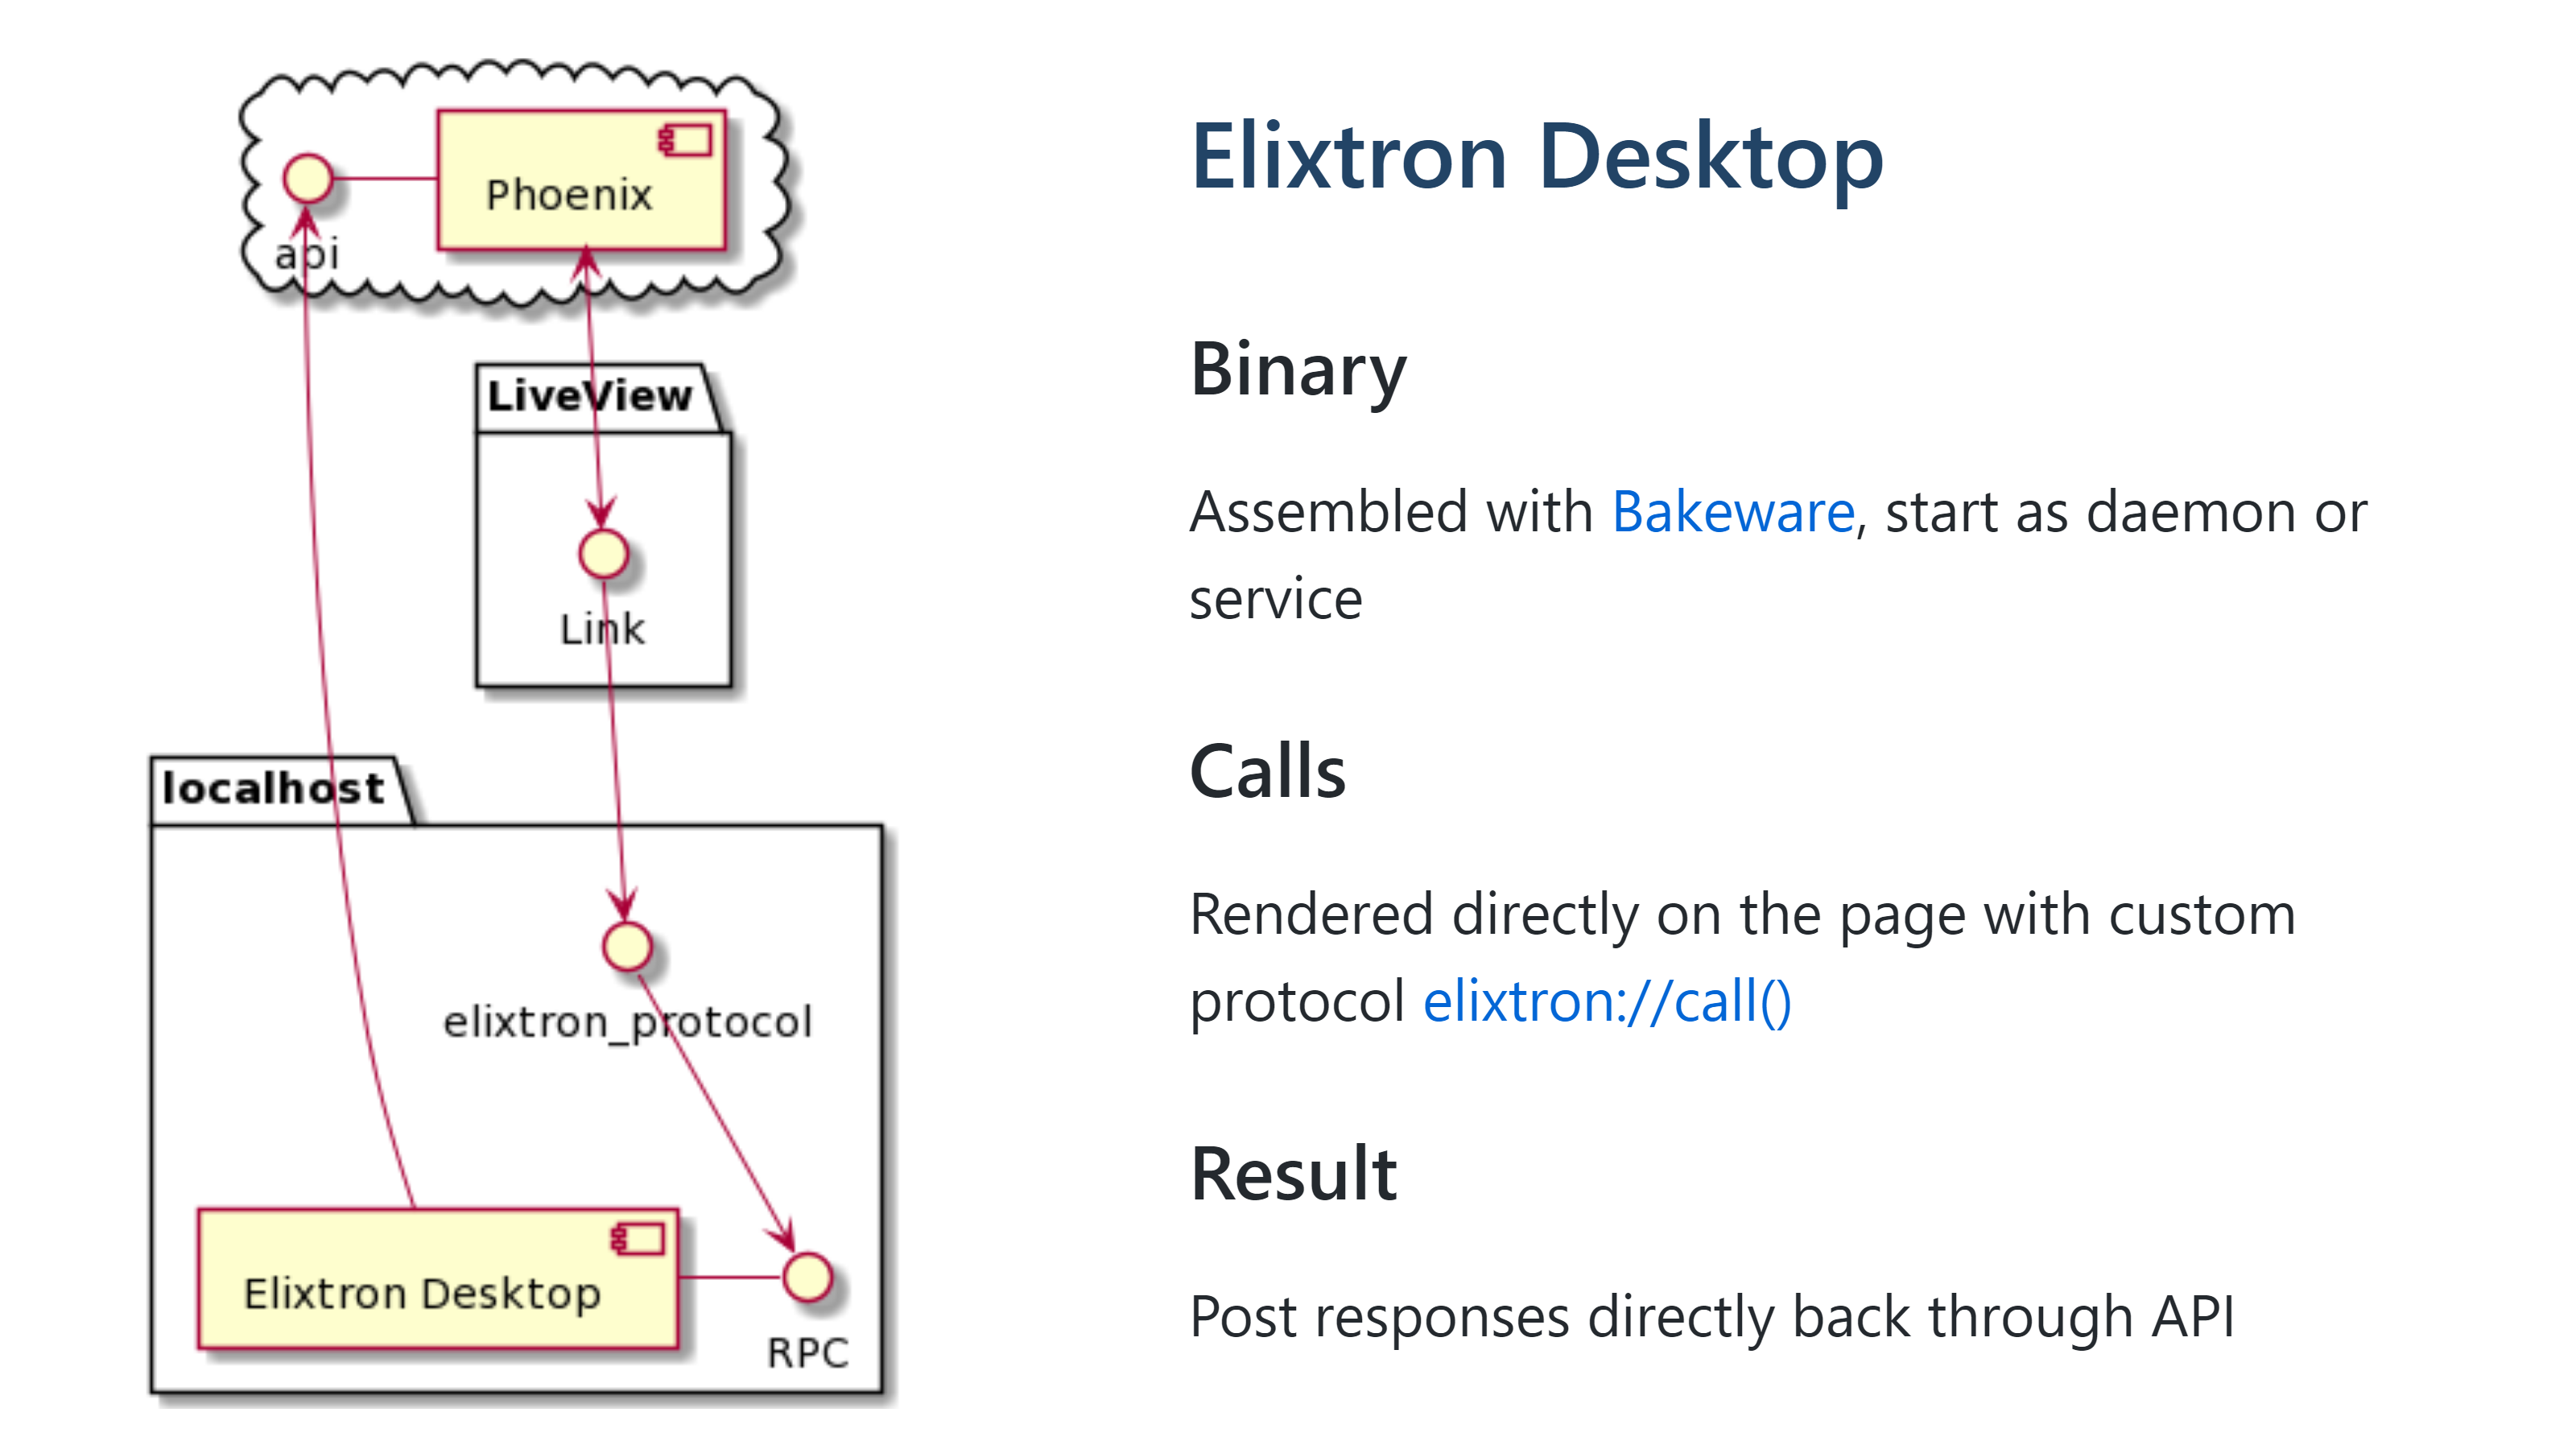 Phoenix
api
LiveView
Link
localhost
elixtron_protocol
Elixtron Desktop
RPC
Elixtron Desktop
Binary
Assembled with Bakeware, start as daemon or
service
Calls
Rendered directly on the page with custom
protocol elixtron://call()
Result
Post responses directly back through API